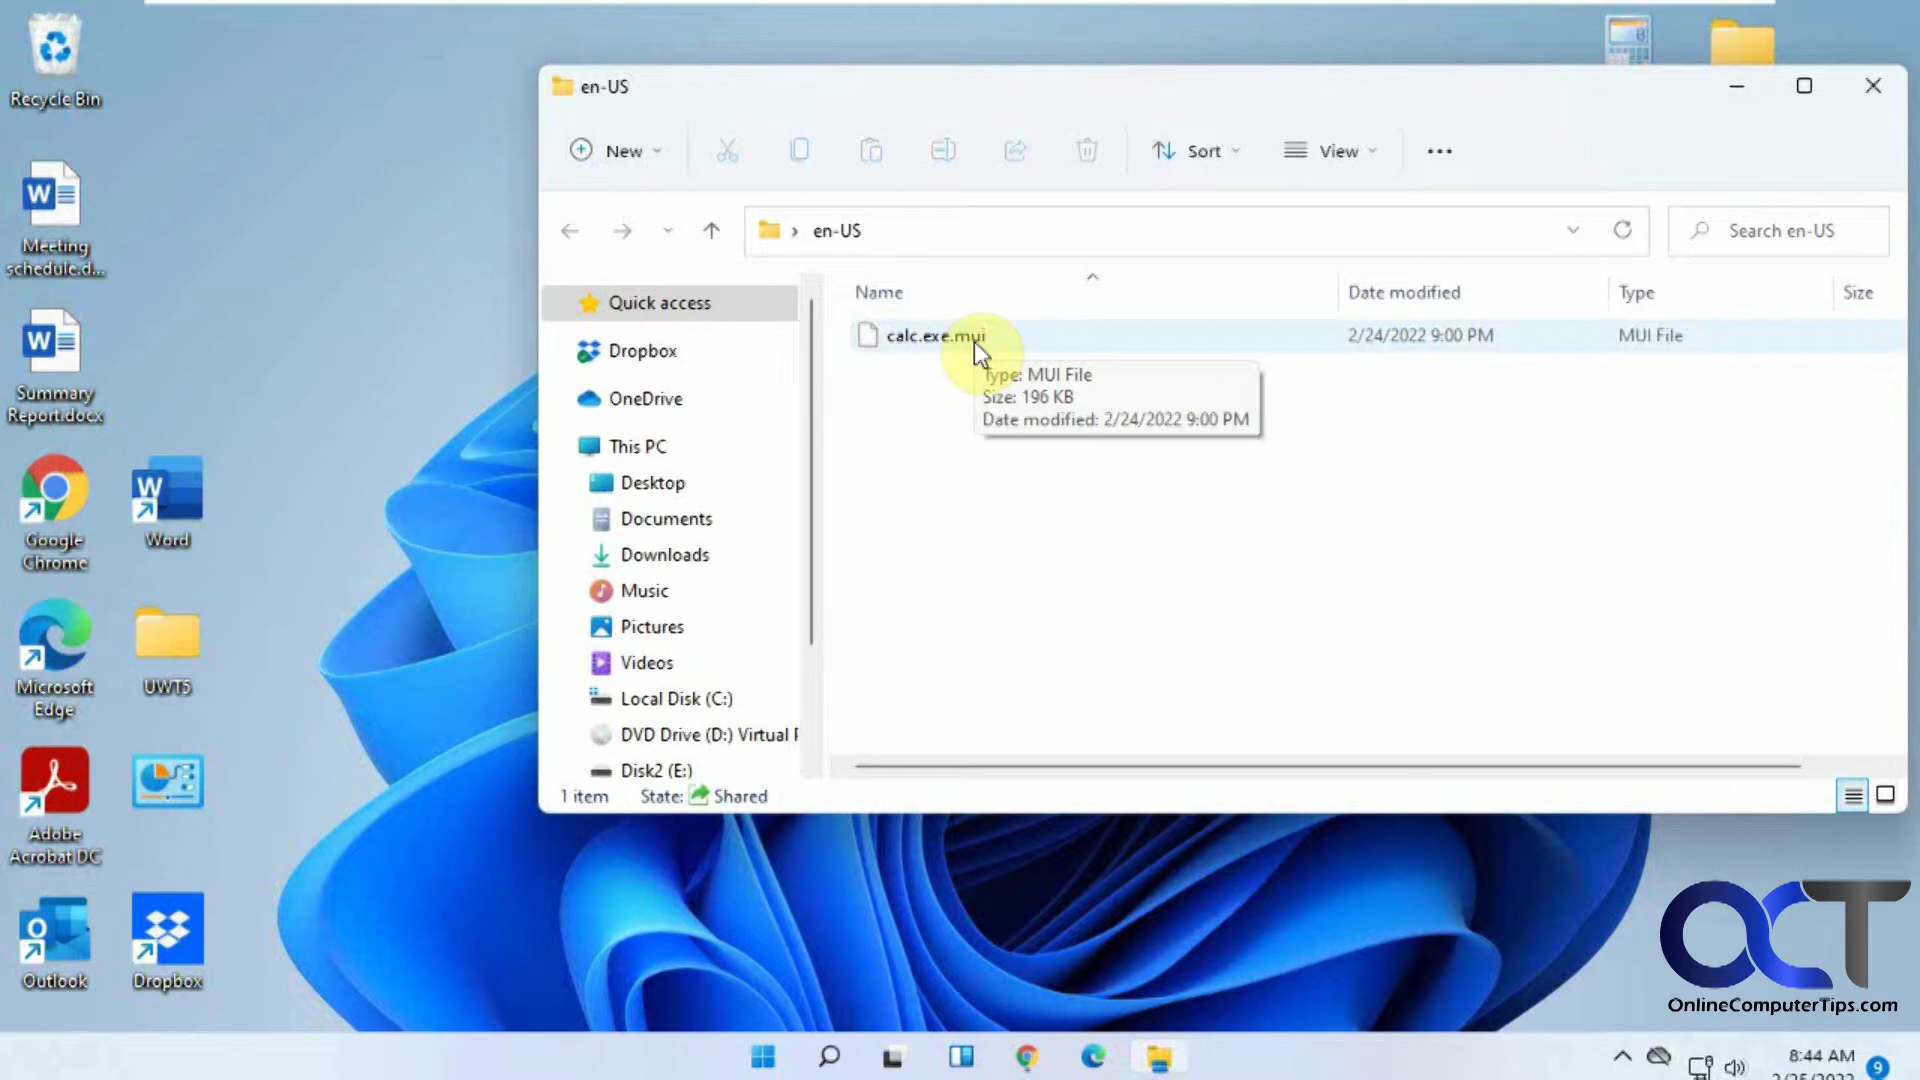 Recycle Bin
Meeting
schedule.d...
Summary
Report.docx
Google
Chrome
Word
Microsoft
Edge
UWT5
Adobe
Acrobat DC
Outlook
Dropbox
en-US
New
Sort
View
en-US
Search en-US
Name
Date modified
Type
Size
calc.exe.mui
2/24/2022 9:00 PM
MUI File
Type: MUI File
Size: 196 KB
Date modified: 2/24/2022 9:00 PM
Quick access
Dropbox
OneDrive
This PC
Desktop
Documents
Downloads
Music
Pictures
Videos
Local Disk (C:)
DVD Drive (D:) Virtual
Disk2 (E:)
1 item
State: Shared
OCT
OnlineComputerTips.com
8:44 AM
2/25/2022
9